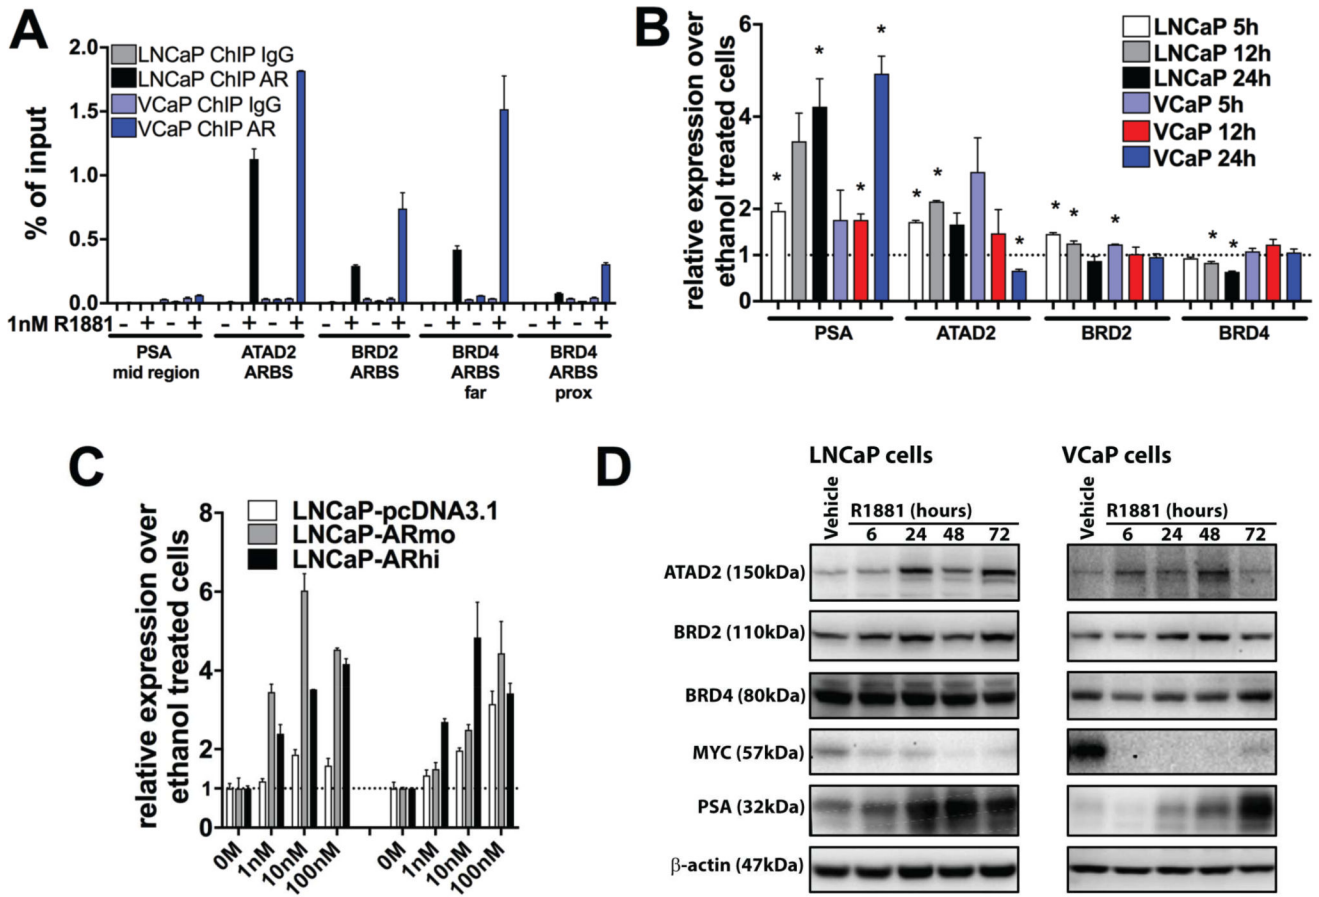 A
LNCaP ChIP IgG
LNCaP ChIP AR
VCaP ChIP IgG
VCaP ChIP AR
% of input
2.0
1.5
1.0
0.5
0.0
1nM R1881 - + - + - + - + - + - + - + - + - + - +
PSA mid region
ATAD2 ARBS
BRD2 ARBS
BRD4 ARBS far
BRD4 ARBS prox
B
LNCaP 5h
LNCaP 12h
LNCaP 24h
VCaP 5h
VCaP 12h
VCaP 24h
relative expression over
ethanol treated cells
6
4
2
1
0
* * * * * * * * * * * * *
PSA ATAD2 BRD2 BRD4
C
LNCaP-pcDNA3.1
LNCaP-ARmo
LNCaP-ARhi
relative expression over
ethanol treated cells
8
6
4
2
1
0
0M 1nM 10nM 100nM 0M 1nM 10nM 100nM
D
LNCaP cells
VCaP cells
Vehicle
R1881 (hours)
6 24 48 72
Vehicle
R1881 (hours)
6 24 48 72
ATAD2 (150kDa)
BRD2 (110kDa)
BRD4 (80kDa)
MYC (57kDa)
PSA (32kDa)
β-actin (47kDa)